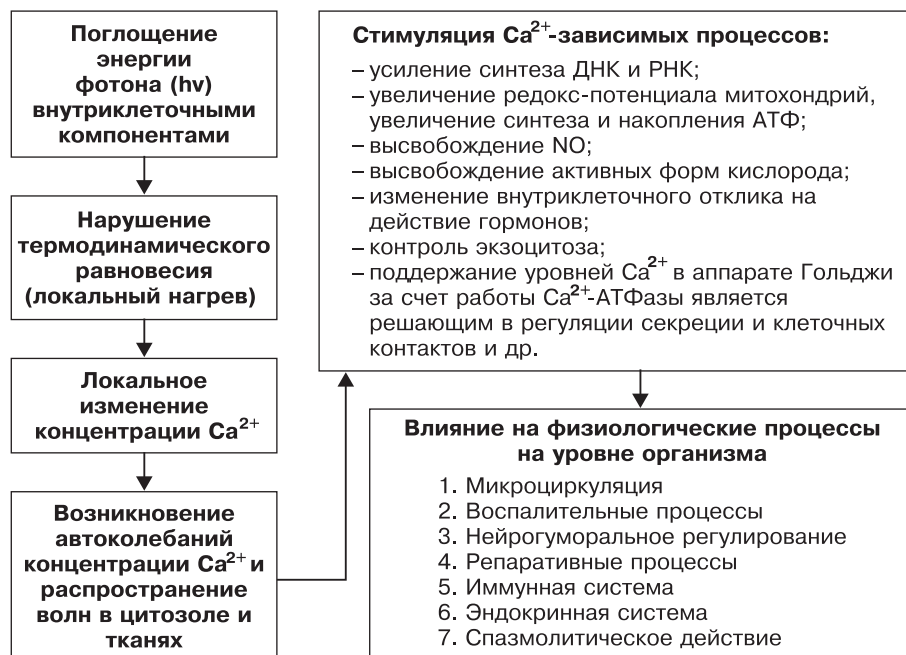 Поглощение
энергии
фотона (hν)
внутриклеточными
компонентами
Нарушение
термодинамического
равновесия
(локальный нагрев)
Локальное
изменение
концентрации Ca²⁺
Возникновение
автоколебаний
концентрации Ca²⁺ и
распространение
волн в цитозоле и
тканях
Стимуляция Ca²⁺-зависимых процессов:
– усиление синтеза ДНК и РНК;
– увеличение редокс-потенциала митохондрий,
увеличение синтеза и накопления АТФ;
– высвобождение NO;
– высвобождение активных форм кислорода;
– изменение внутриклеточного отклика на
действие гормонов;
– контроль экзоцитоза;
– поддержание уровней Ca²⁺ в аппарате Гольджи
за счет работы Ca²⁺-АТФазы является
решающим в регуляции секреции и клеточных
контактов и др.
Влияние на физиологические процессы
на уровне организма
1. Микроциркуляция
2. Воспалительные процессы
3. Нейрогуморальное регулирование
4. Репаративные процессы
5. Иммунная система
6. Эндокринная система
7. Спазмолитическое действие